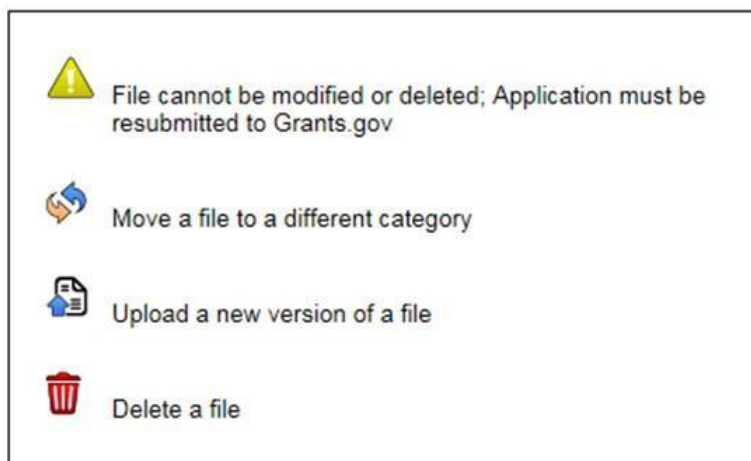 File cannot be modified or deleted; Application must be
resubmitted to Grants.gov
Move a file to a different category
Upload a new version of a file
Delete a file